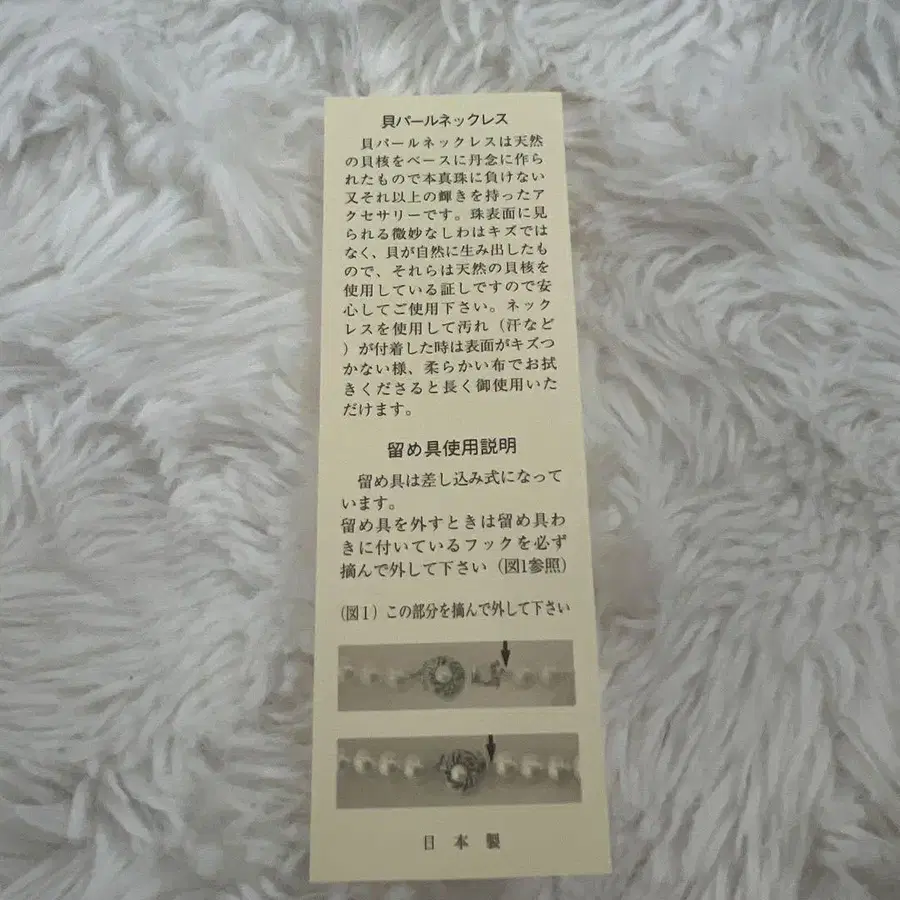 貝パールネックレス
貝パールネックレスは天然
の貝核をベースに丹念に作ら
れたもので本真珠に負けない
又それ以上の輝きを持ったア
クセサリーです。珠表面に見
られる微妙なしわはキズでは
なく、貝が自然に生み出したも
ので、それらは天然の貝核を
使用している証しですので安
心してご使用下さい。ネック
レスを使用して汚れ（汗など
）が付着した時は表面がキズつ
かない様、柔らかい布でお拭
きくださると長く御使用いた
だけます。
留め具使用説明
留め具は差し込み式になって
います。
留め具を外すときは留め具わ
きに付いているフックを必ず
摘んで外して下さい（図1参照）
（図1）この部分を摘んで外して下さい
日本製